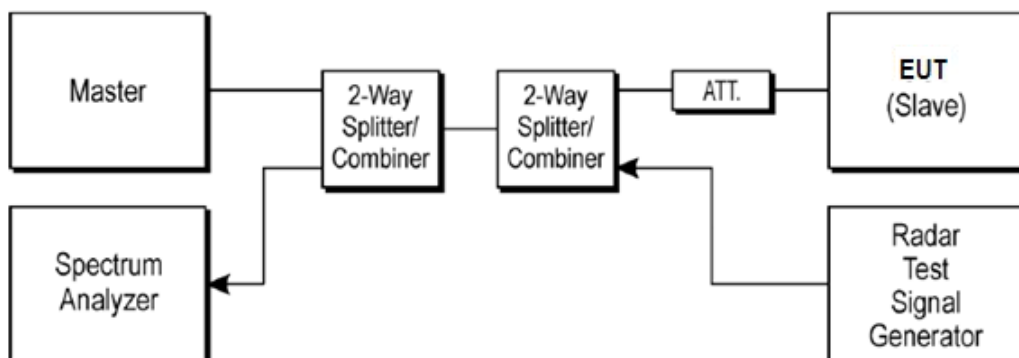 Master
2-Way
Splitter/
Combiner
2-Way
Splitter/
Combiner
ATT.
EUT
(Slave)
Spectrum
Analyzer
Radar
Test
Signal
Generator